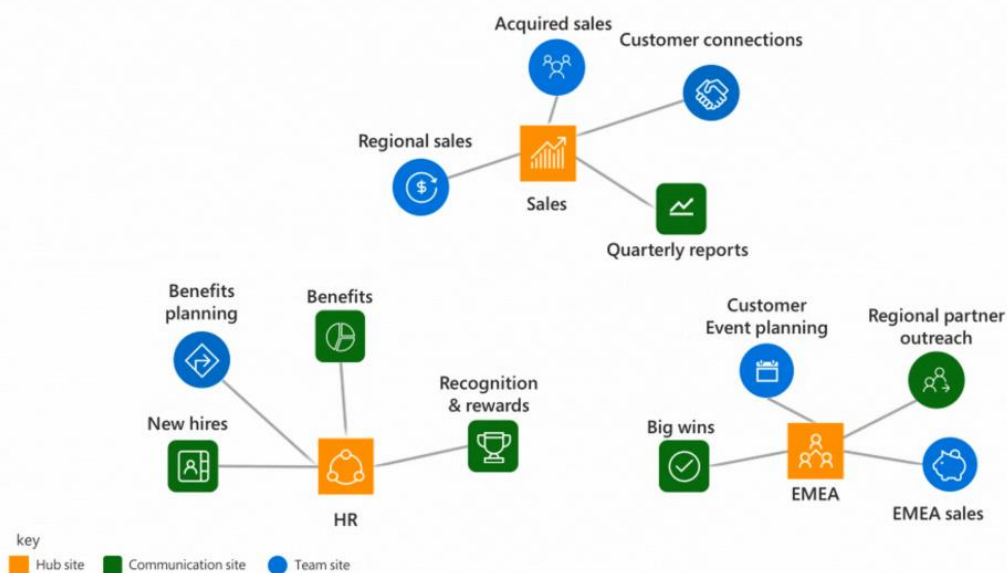 Acquired sales
Customer connections
Regional sales
$
Sales
Quarterly reports
Benefits
planning
Benefits
Recognition
& rewards
New hires
HR
Customer
Event planning
Regional partner
outreach
Big wins
EMEA
EMEA sales
key
Hub site
Communication site
Team site